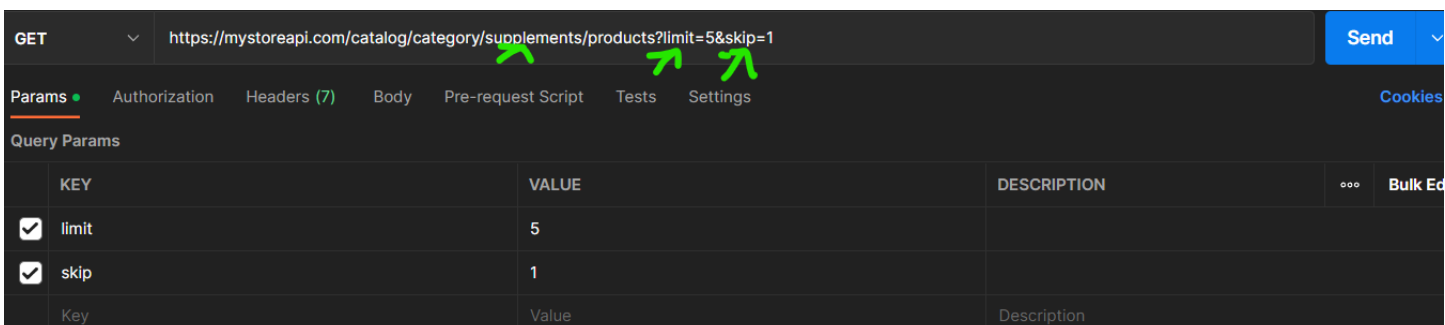 GET https://mystoreapi.com/catalog/category/supplements/products?limit=5&skip=1 Send
Params Authorization Headers (7) Body Pre-request Script Tests Settings Cookies
Query Params
KEY VALUE DESCRIPTION ooo Bulk Ed
limit 5
skip 1
Key Value Description